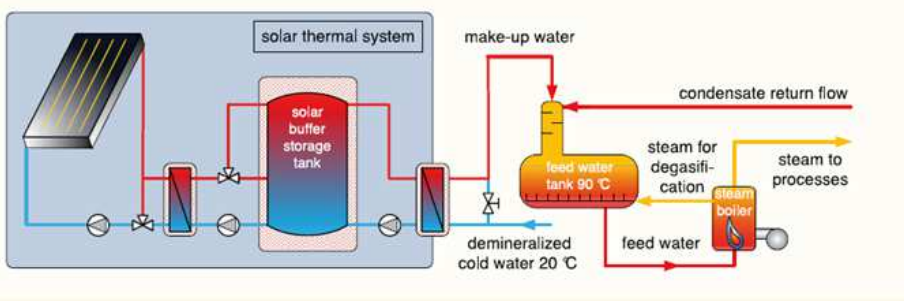 solar thermal system
make-up water
condensate return flow
solar
buffer
storage
tank
feed water
tank 90 °C
steam for
degasifi-
cation
steam to
processes
steam
boiler
demineralized
cold water 20 °C
feed water